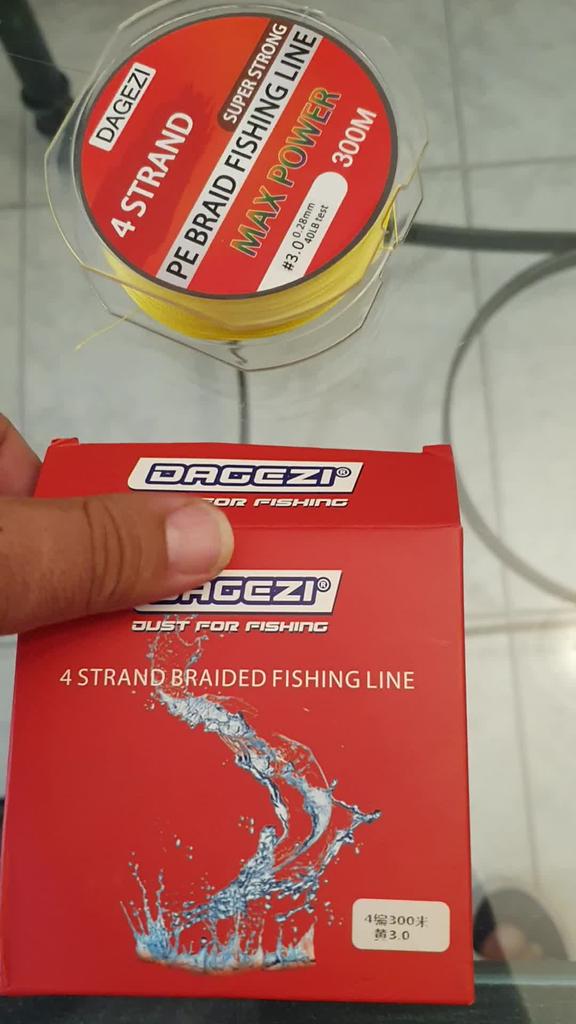 DAGEZI
4 STRAND
SUPER STRONG
PE BRAID FISHING LINE
MAX POWER
300M
#3.0 0.28mm
40LB test
DAGEZI®
FOR FISHING
DAGEZI®
JUST FOR FISHING
4 STRAND BRAIDED FISHING LINE
4编300米
黄3.0